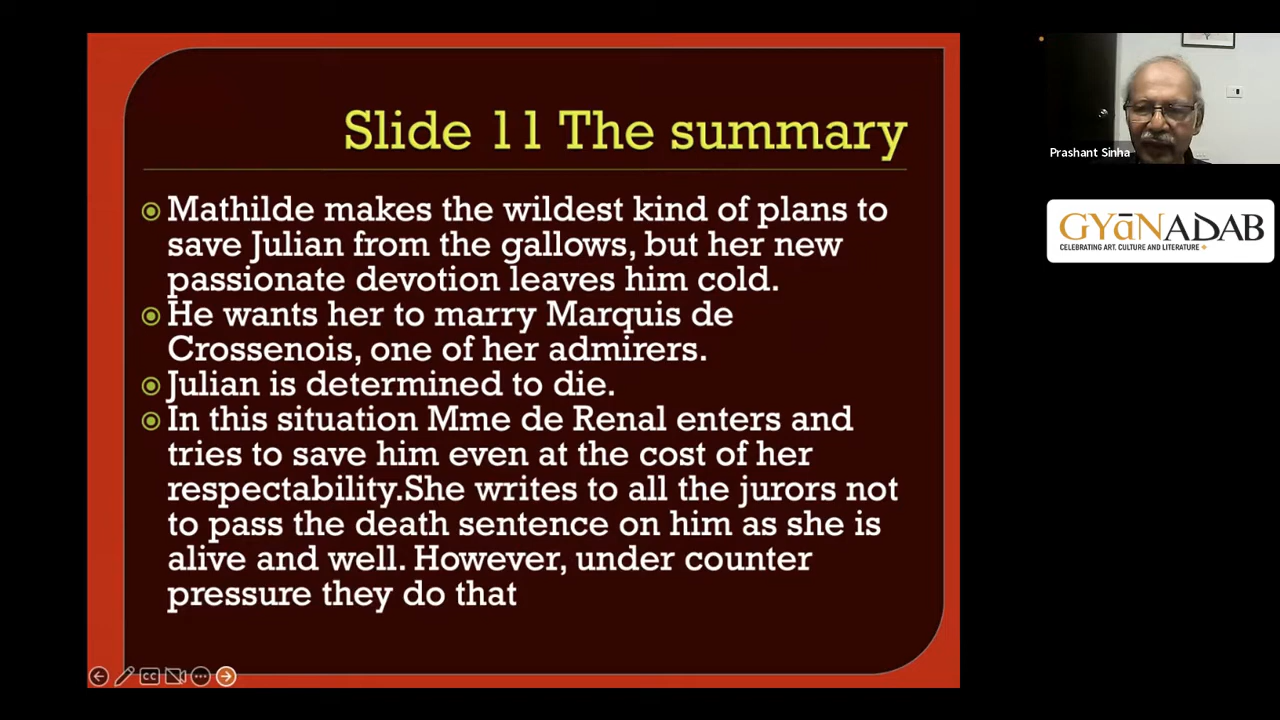 Slide 11 The summary
Mathilde makes the wildest kind of plans to
save Julian from the gallows, but her new
passionate devotion leaves him cold.
He wants her to marry Marquis de
Crossenois, one of her admirers.
Julian is determined to die.
In this situation Mme de Renal enters and
tries to save him even at the cost of her
respectability.She writes to all the jurors not
to pass the death sentence on him as she is
alive and well. However, under counter
pressure they do that
CC
Prashant Sinha
GYāNADAB
CELEBRATING ART, CULTURE AND LITERATURE